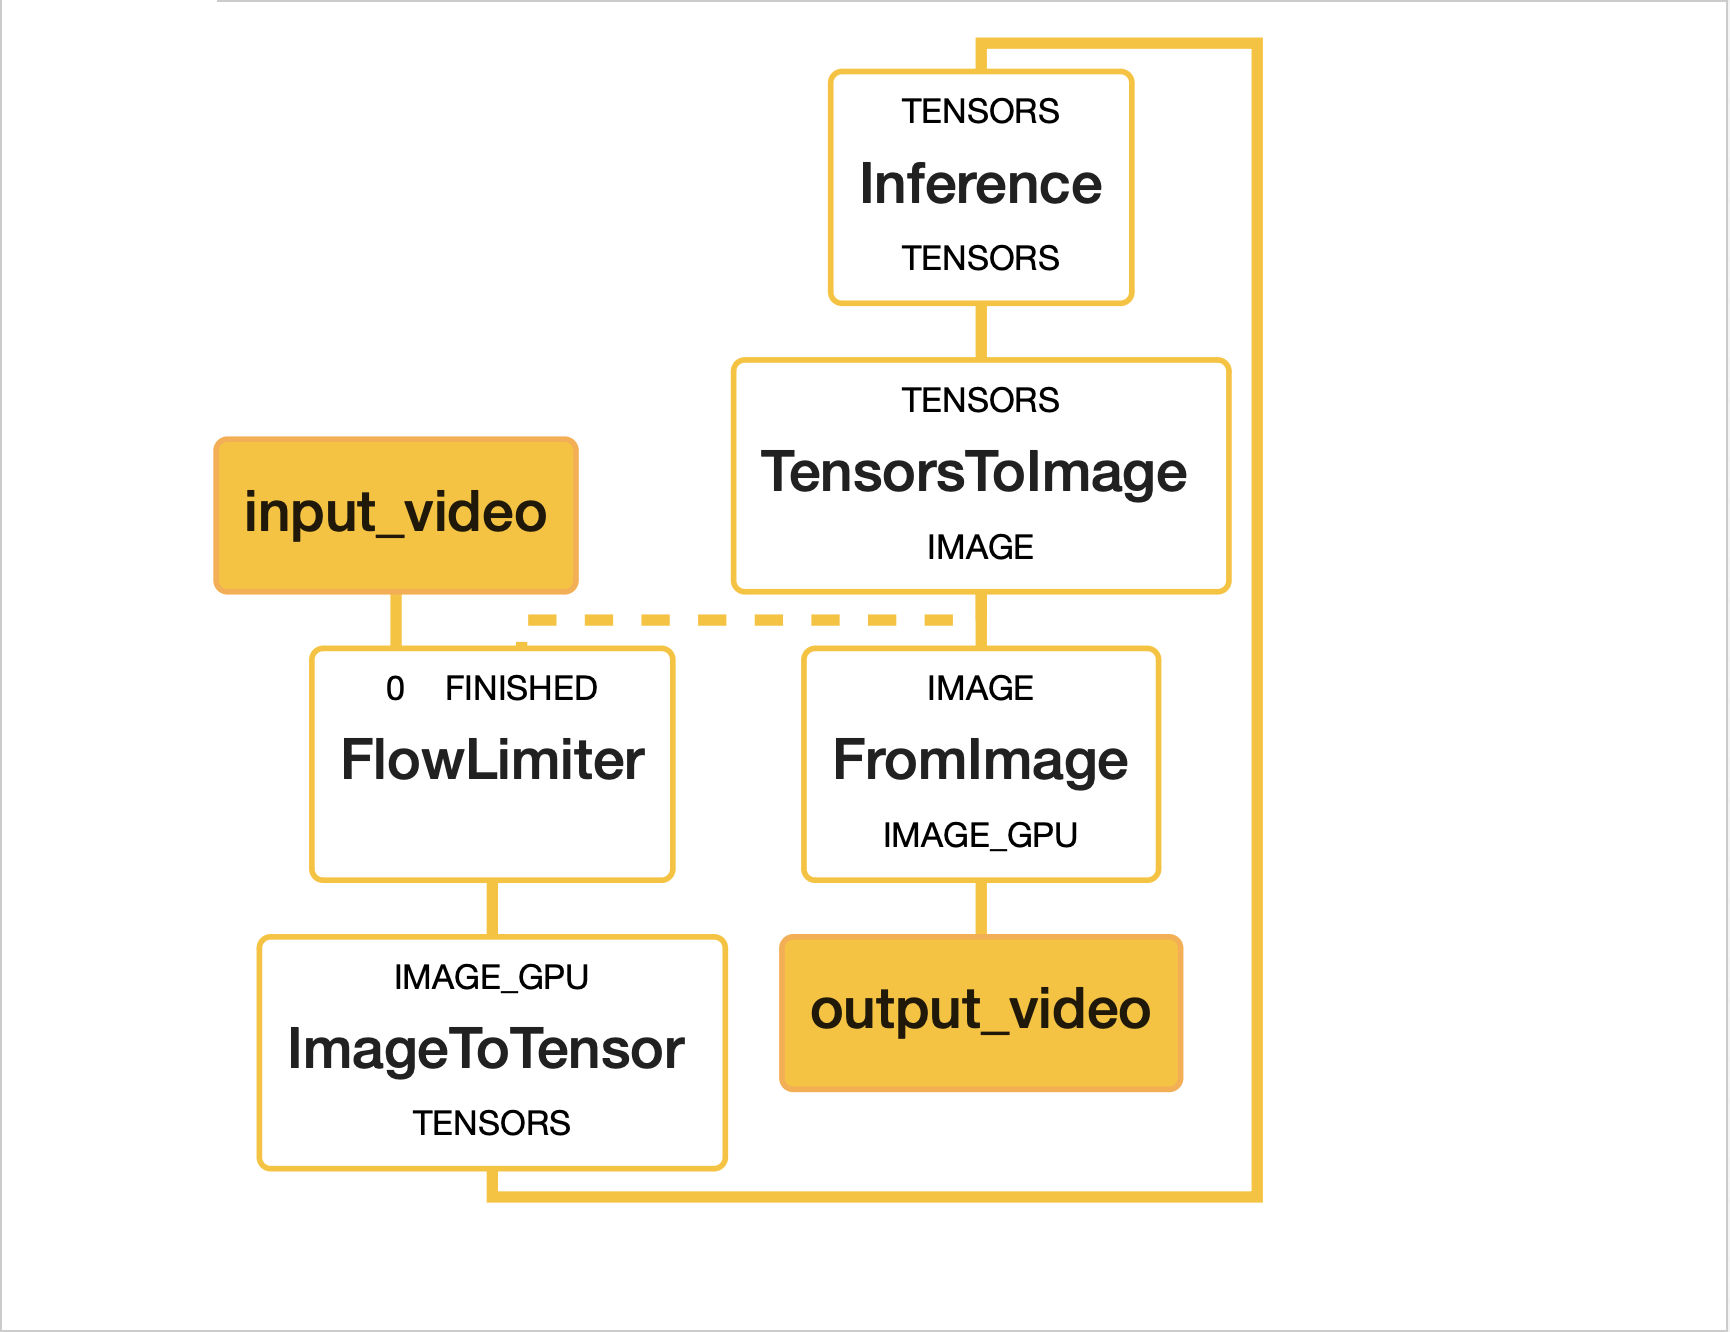 TENSORS
Inference
TENSORS
TENSORS
TensorsToImage
IMAGE
input_video
0 FINISHED
FlowLimiter
IMAGE
FromImage
IMAGE_GPU
IMAGE_GPU
ImageToTensor
TENSORS
output_video